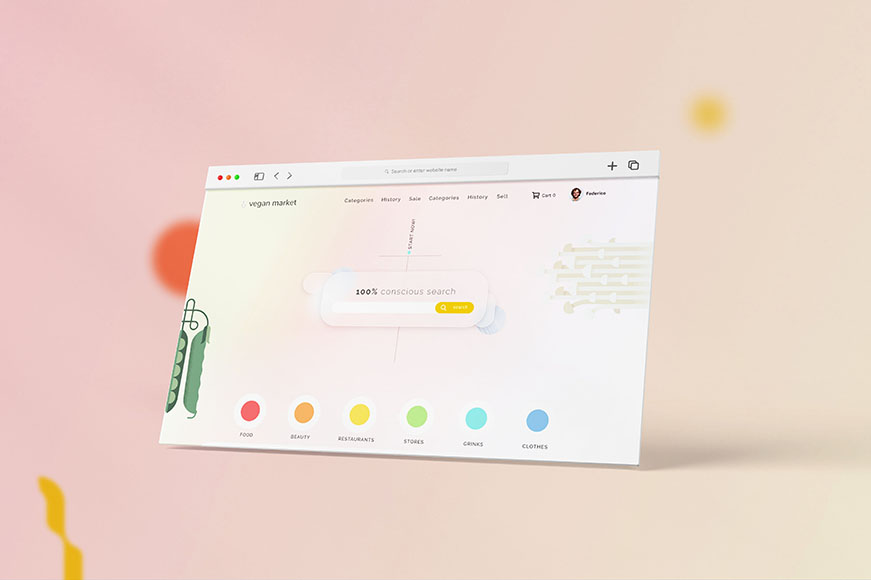 Search or enter website name
vegan market
Categories History Sale Categories History Sell
Cart 0
Federica
START NOW!
100% conscious search
search
FOOD
BEAUTY
RESTAURANTS
STORES
GRINKS
CLOTHES